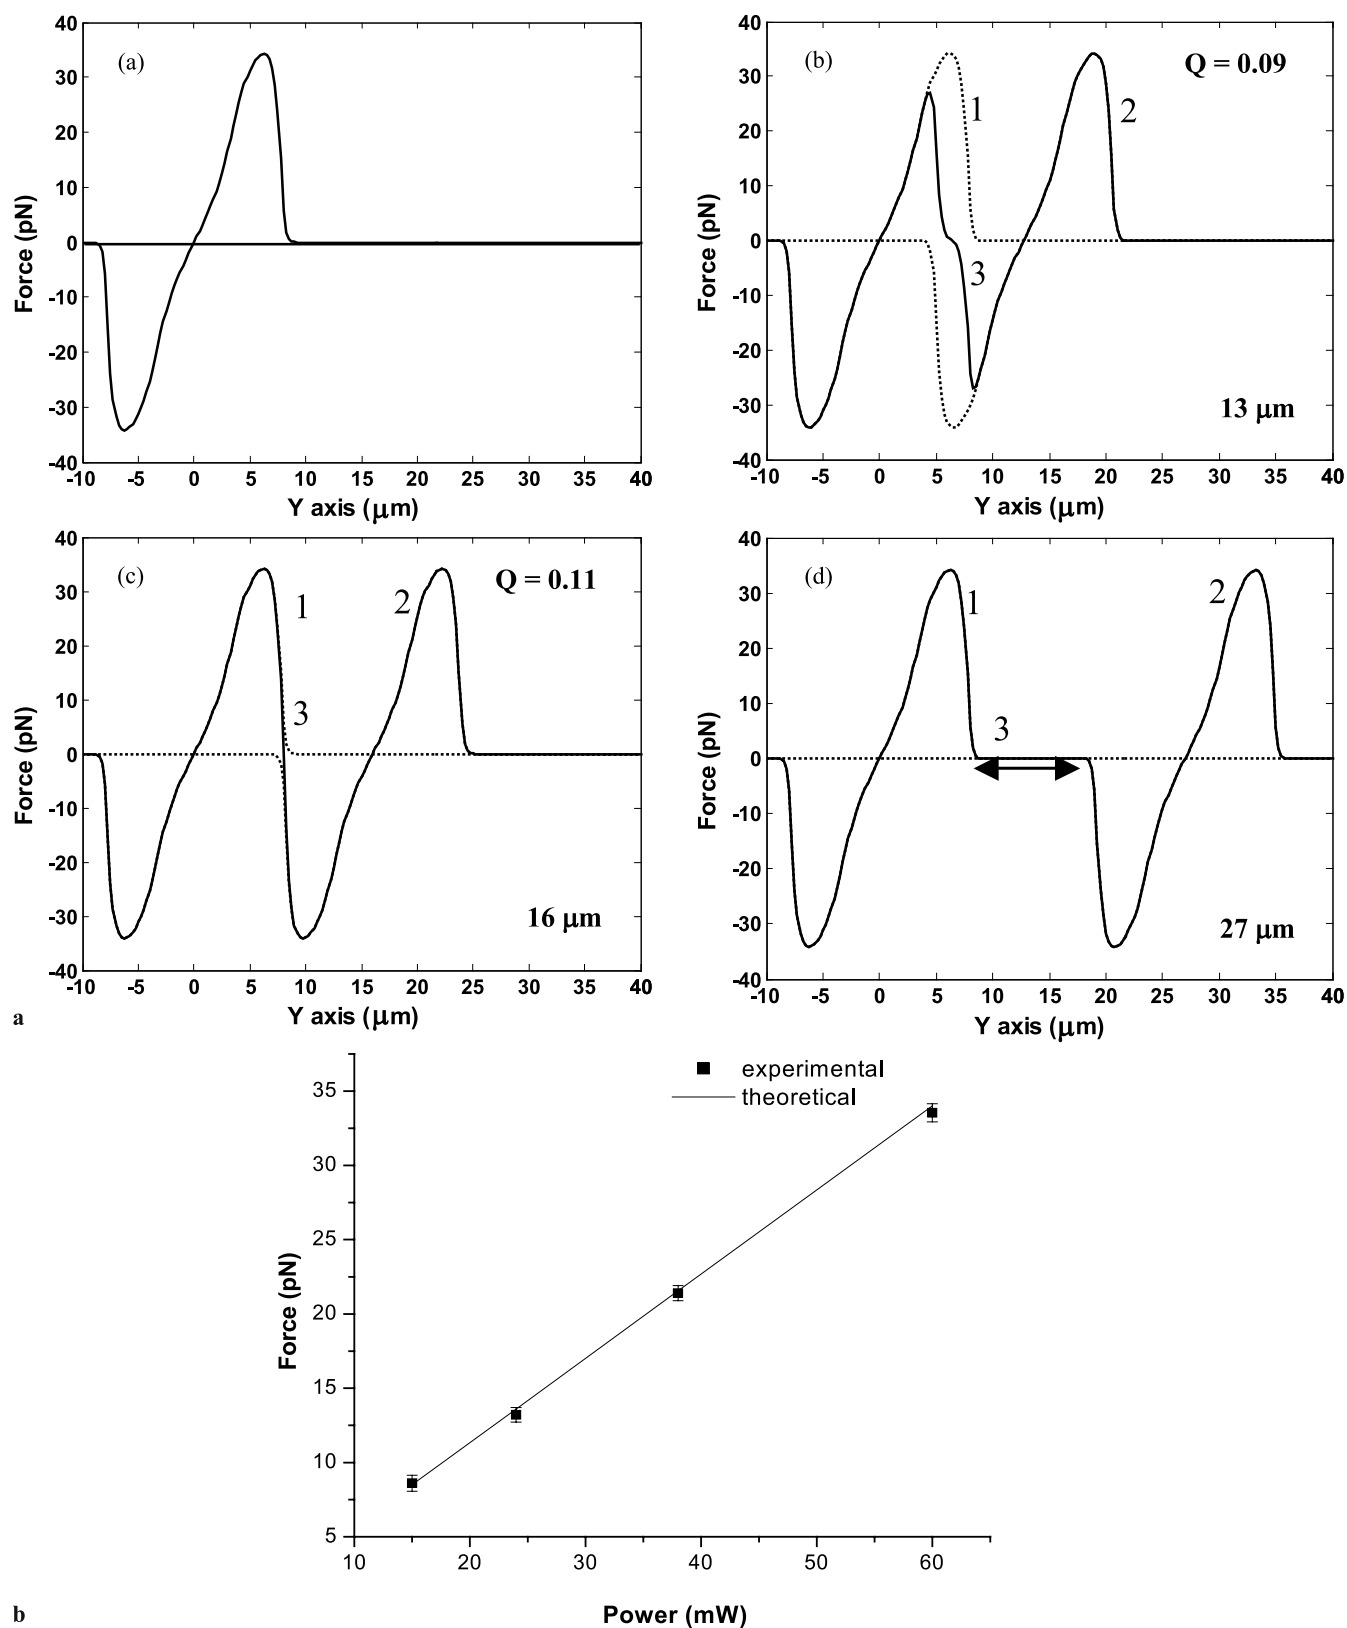 (a)
40
30
20
10
0
-10
-20
-30
-40
Force (pN)
-10 -5 0 5 10 15 20 25 30 35 40
Y axis (μm)
(b)
Q = 0.09
1
2
3
13 μm
40
30
20
10
0
-10
-20
-30
-40
Force (pN)
-10 -5 0 5 10 15 20 25 30 35 40
Y axis (μm)
(c)
Q = 0.11
1
2
3
16 μm
40
30
20
10
0
-10
-20
-30
-40
Force (pN)
-10 -5 0 5 10 15 20 25 30 35 40
Y axis (μm)
(d)
1
2
3
27 μm
40
30
20
10
0
-10
-20
-30
-40
Force (pN)
-10 -5 0 5 10 15 20 25 30 35 40
Y axis (μm)
a
experimental
theoretical
35
30
25
20
15
10
5
Force (pN)
10 20 30 40 50 60
Power (mW)
b